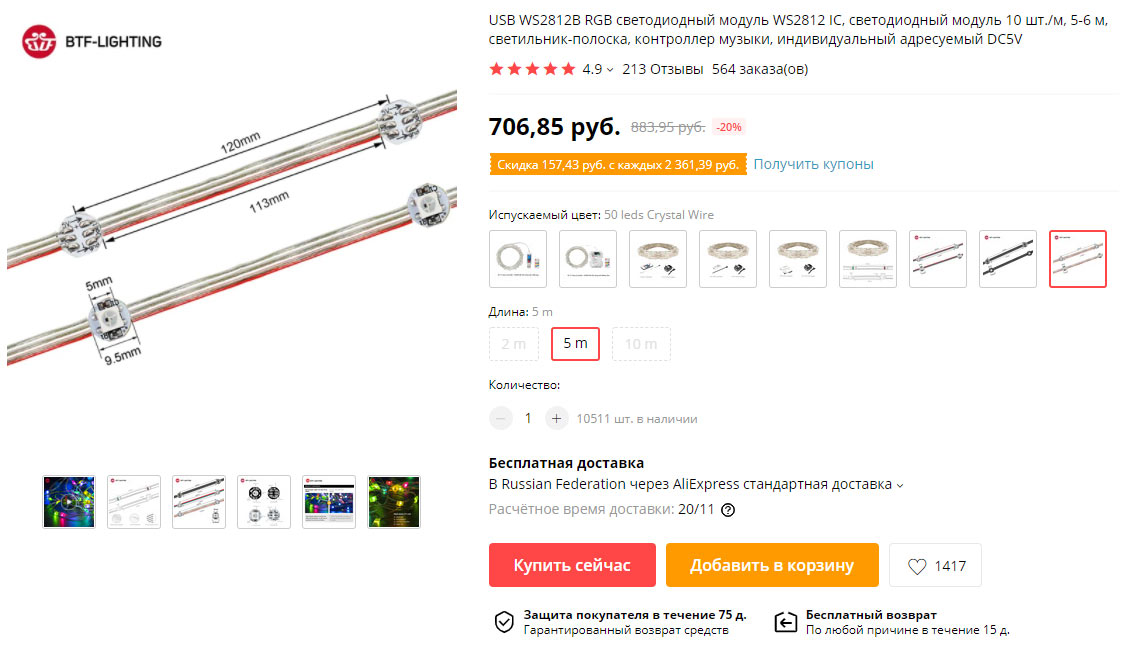 BTF-LIGHTING
120mm
113mm
5mm
9.5mm
USB WS2812B RGB светодиодный модуль WS2812 IC, светодиодный модуль 10 шт./м, 5-6 м,
светильник-полоска, контроллер музыки, индивидуальный адресуемый DC5V
4.9 213 Отзывы 564 заказа(ов)
706,85 руб. 883,95 руб. -20%
Скидка 157,43 руб. с каждых 2 361,39 руб. Получить купоны
Испускаемый цвет: 50 leds Crystal Wire
Длина: 5 m
2 m 5 m 10 m
Количество:
1 + 10511 шт. в наличии
Бесплатная доставка
В Russian Federation через AliExpress стандартная доставка
Расчётное время доставки: 20/11
Купить сейчас Добавить в корзину 1417
Защита покупателя в течение 75 д.
Гарантированный возврат средств
Бесплатный возврат
По любой причине в течение 15 д.